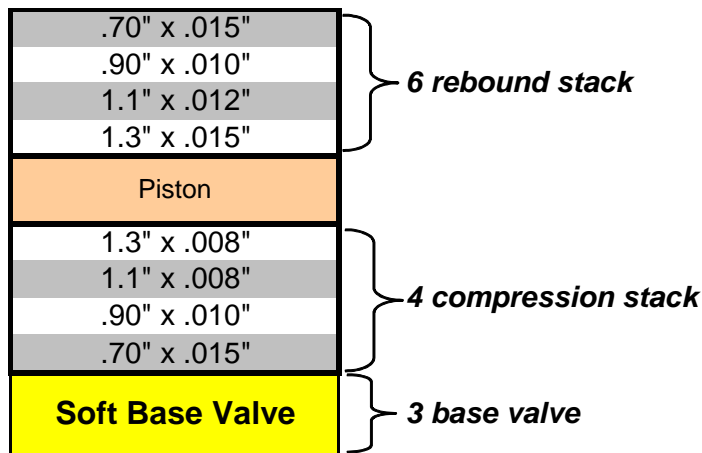 .70" x .015"
.90" x .010"
1.1" x .012"
1.3" x .015"
6 rebound stack
Piston
1.3" x .008"
1.1" x .008"
.90" x .010"
.70" x .015"
4 compression stack
Soft Base Valve
3 base valve